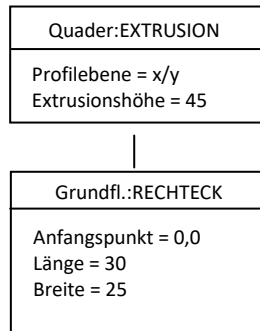 Quader:EXTRUSION
Profilebene = x/y
Extrusionshöhe = 45
Grundfl.:RECHTECK
Anfangspunkt = 0,0
Länge = 30
Breite = 25